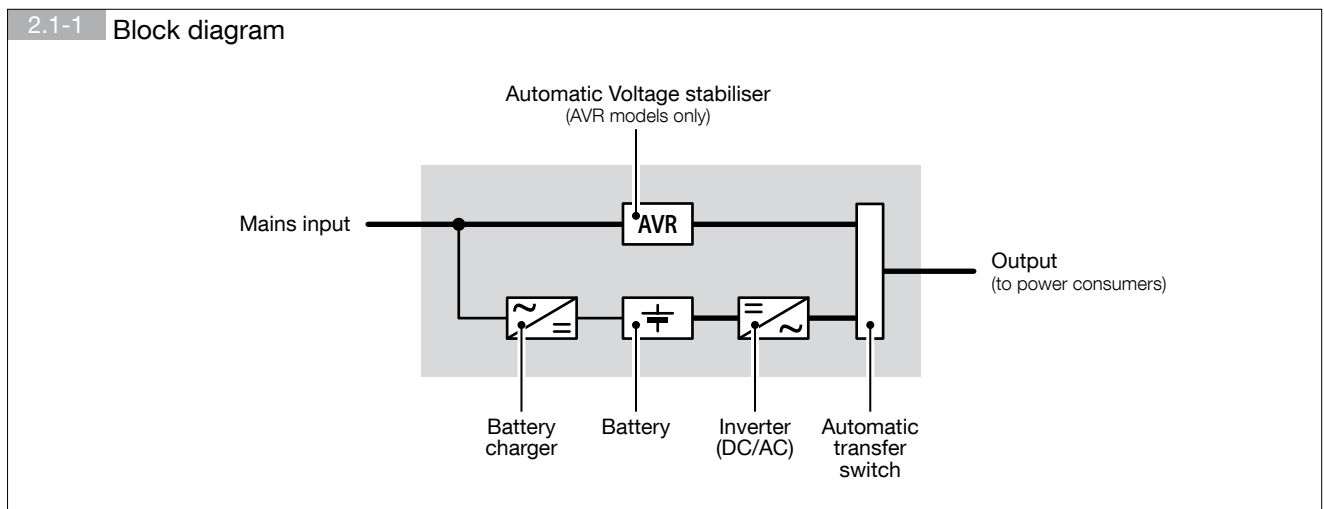 2.1-1 Block diagram
Automatic Voltage stabiliser
(AVR models only)
Mains input
AVR
Output
(to power consumers)
Battery
charger
Battery
Inverter
(DC/AC)
Automatic
transfer
switch